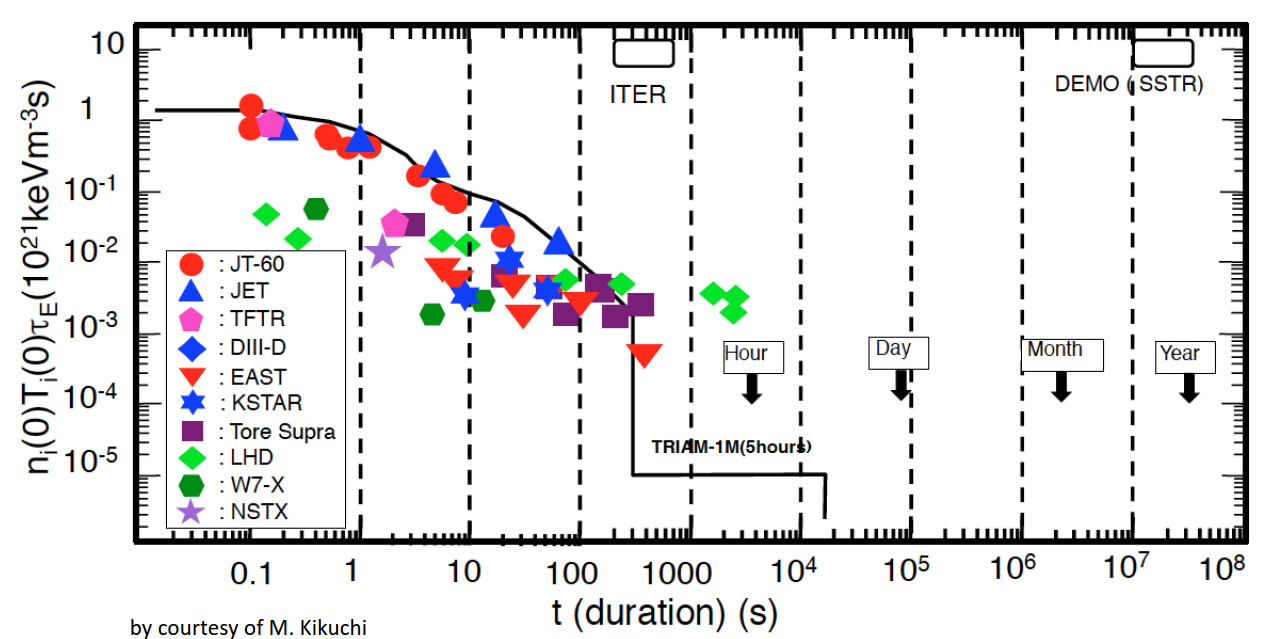 10
1
10⁻¹
10⁻²
10⁻³
10⁻⁴
10⁻⁵
nᵢ(0)Tᵢ(0)τE(10²¹keVm⁻³s)
ITER
DEMO ( SSTR)
: JT-60
: JET
: TFTR
: DIII-D
: EAST
: KSTAR
: Tore Supra
: LHD
: W7-X
: NSTX
Hour
Day
Month
Year
TRIAM-1M(5hours)
0.1 1 10 100 1000 10⁴ 10⁵ 10⁶ 10⁷ 10⁸
t (duration) (s)
by courtesy of M. Kikuchi